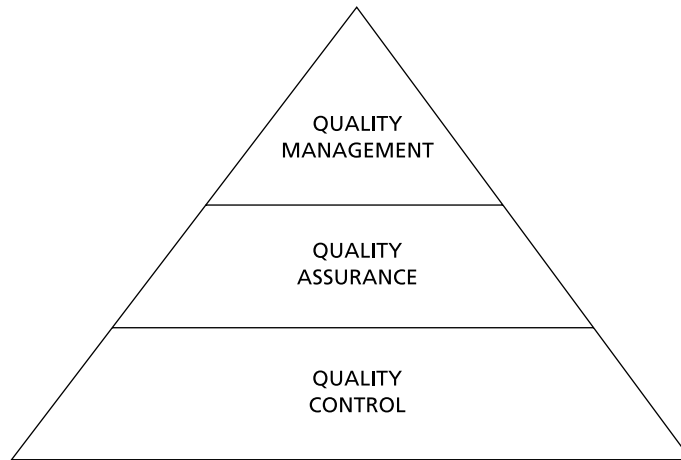 QUALITY
MANAGEMENT
QUALITY
ASSURANCE
QUALITY
CONTROL